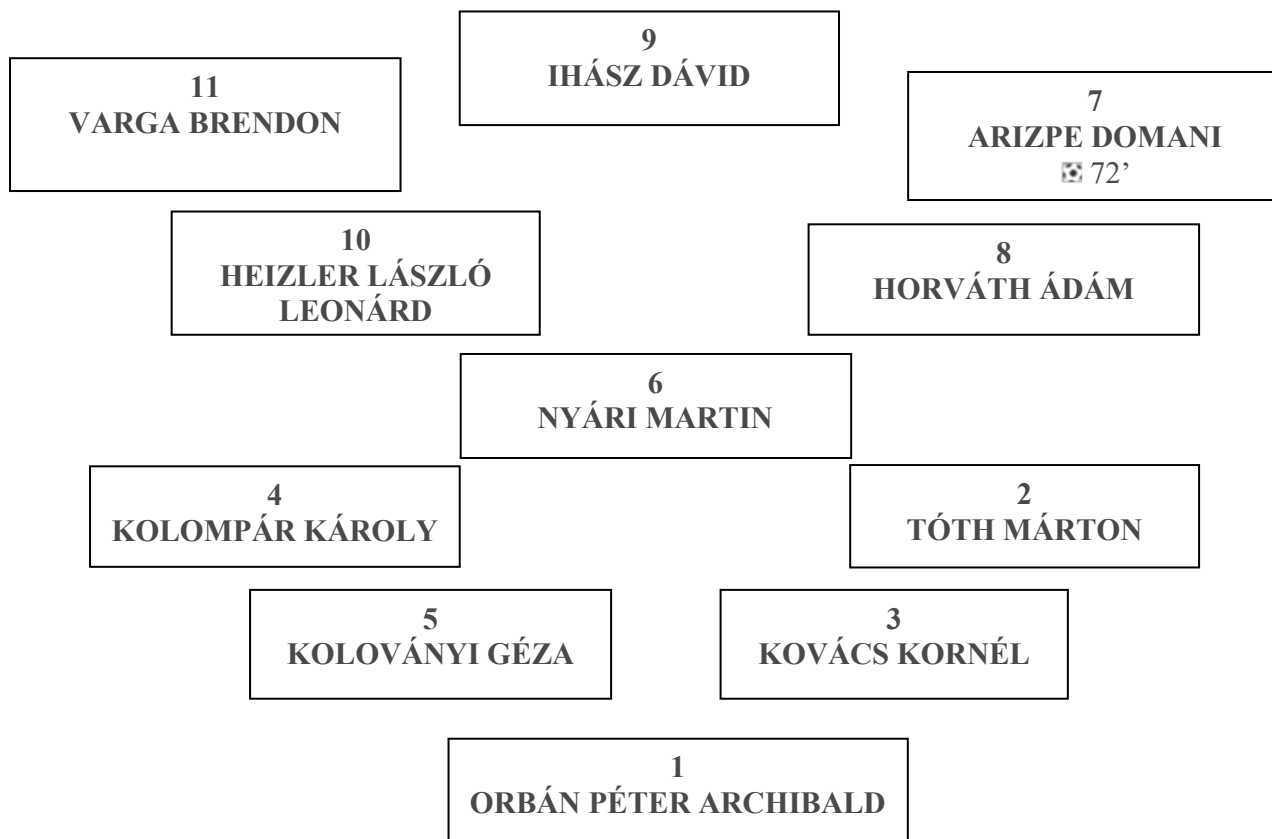 9
IHÁSZ DÁVID
11
VARGA BRENDON
7
ARIZPE DOMANI
⚽ 72’
10
HEIZLER LÁSZLÓ
LEONÁRD
8
HORVÁTH ÁDÁM
6
NYÁRI MARTIN
4
KOLOMPÁR KÁROLY
2
TÓTH MÁRTON
5
KOLOVÁNYI GÉZA
3
KOVÁCS KORNÉL
1
ORBÁN PÉTER ARCHIBALD